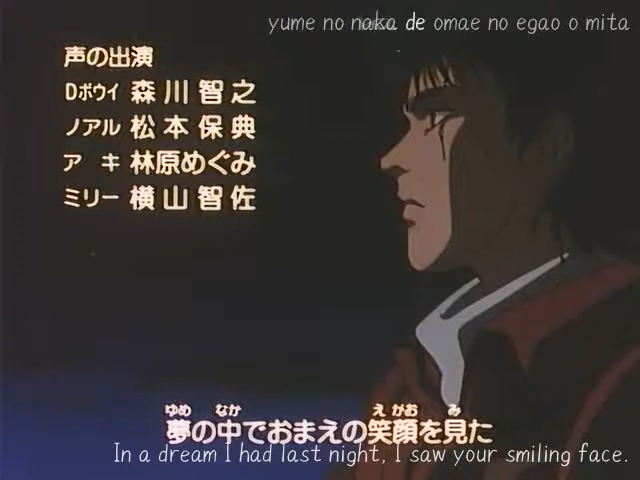 yume no naka de omae no egao o mita
声の出演
Dボウイ 森川智之
ノアル 松本保典
アキ 林原めぐみ
ミリー 横山智佐
ゆめ なか えがお み
夢の中でおまえの笑顔を見た
In a dream I had last night, I saw your smiling face.